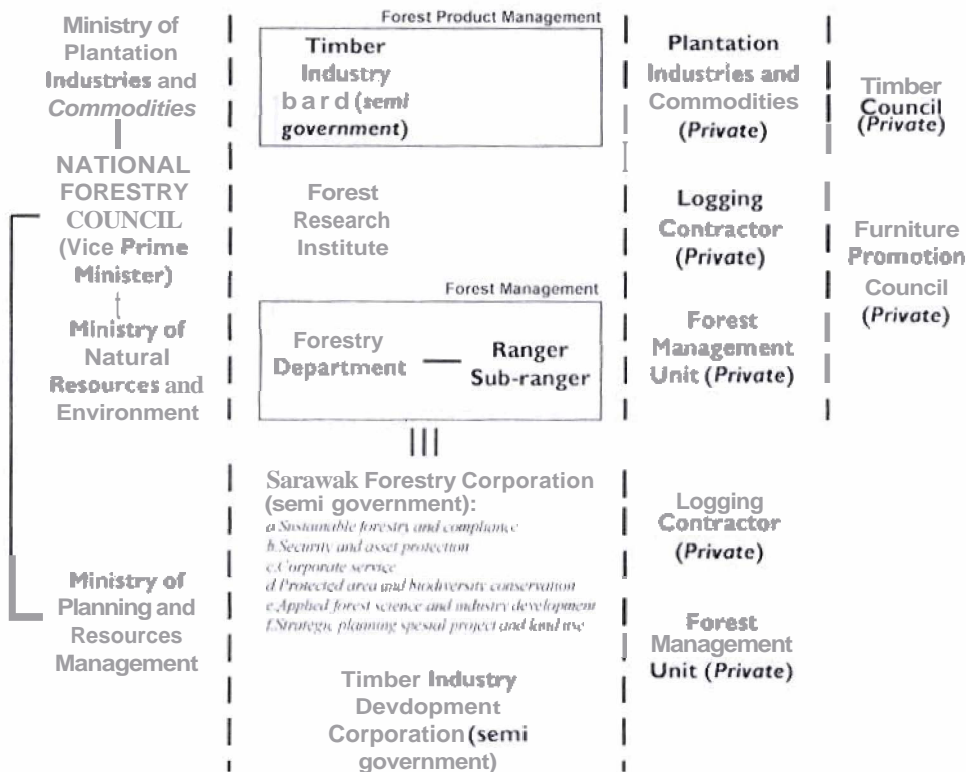 Ministry of
Plantation
Industries and
Commodities
NATIONAL
FORESTRY
COUNCIL
(Vice Prime
Minister)
Ministry of
Natural
Resources and
Environment
Ministry of
Planning and
Resources
Management
Forest Product Management
Timber
Industry
bard (semi
government)
Forest
Research
Institute
Forest Management
Forestry
Department
Ranger
Sub-ranger
Sarawak Forestry Corporation
(semi government):
a.Sustainable forestry and compliance
b.Security and asset protection
c.Corporate service
d.Protected area and biodiversity conservation
e.Applied forest science and industry development
f.Strategic planning spesial project and land use
Timber Industry
Devdopment
Corporation (semi
government)
Plantation
Industries and
Commodities
(Private)
Logging
Contractor
(Private)
Forest
Management
Unit (Private)
Logging
Contractor
(Private)
Forest
Management
Unit (Private)
Timber
Council
(Private)
Furniture
Promotion
Council
(Private)